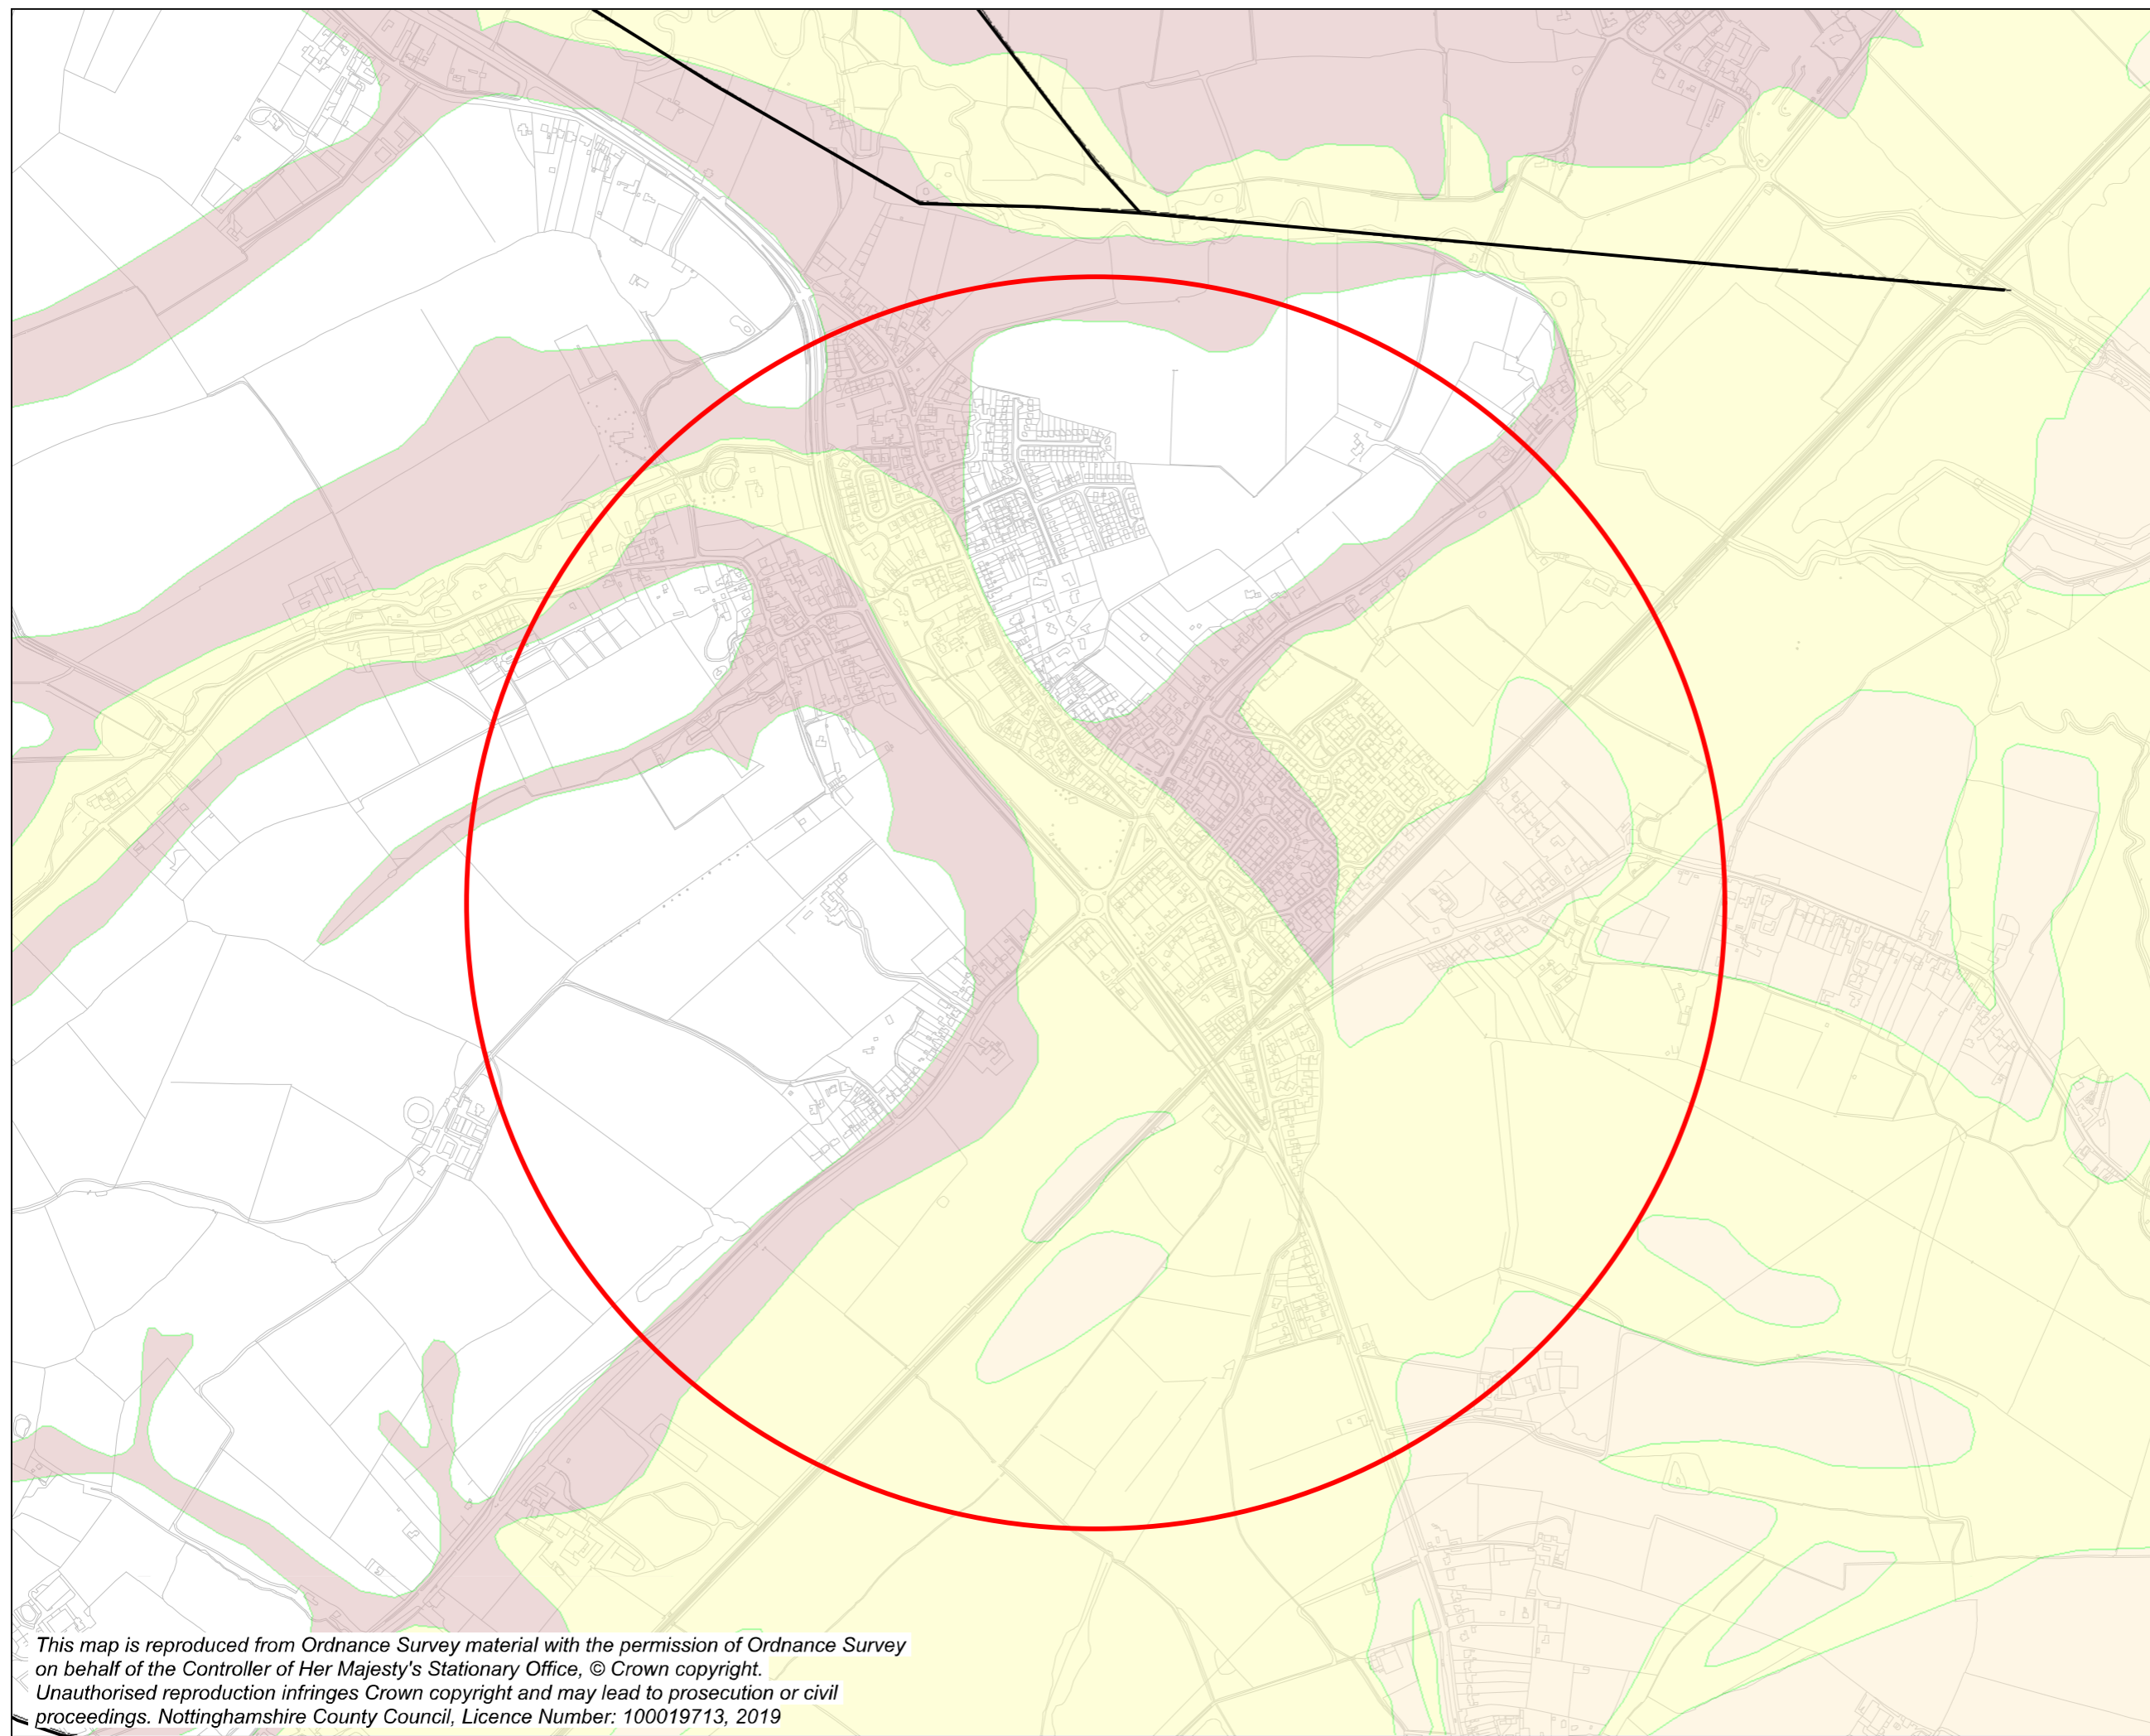 This map is reproduced from Ordnance Survey material with the permission of Ordnance Survey
on behalf of the Controller of Her Majesty's Stationary Office, © Crown copyright.
Unauthorised reproduction infringes Crown copyright and may lead to prosecution or civil
proceedings. Nottinghamshire County Council, Licence Number: 100019713, 2019